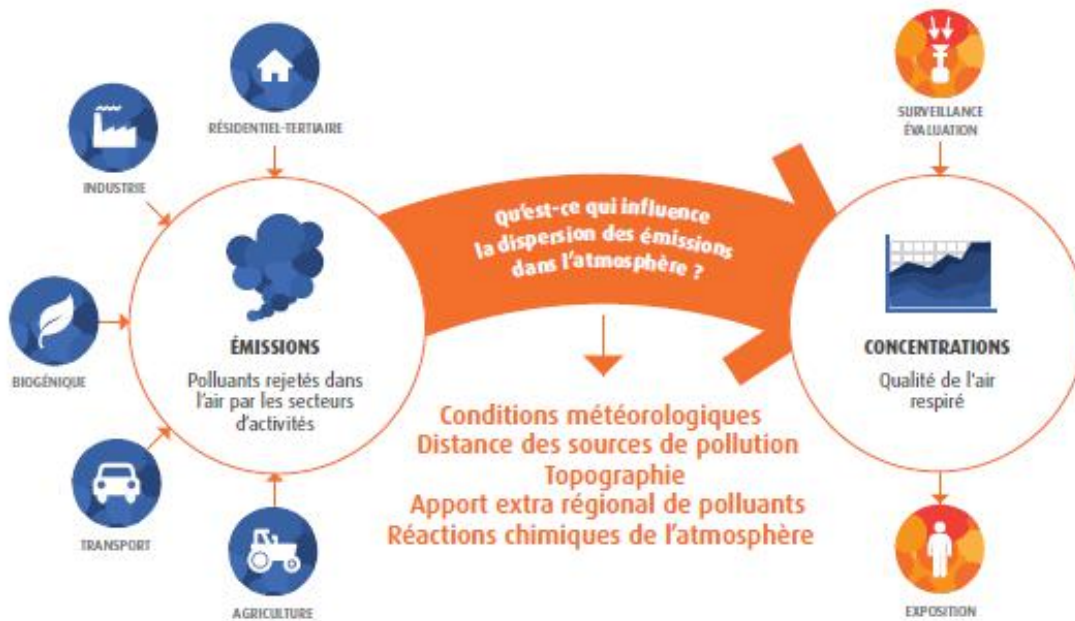 RÉSIDENTIEL-TERTIAIRE
INDUSTRIE
BIOGÉNIQUE
TRANSPORT
AGRICULTURE
ÉMISSIONS
Polluants rejetés dans
l'air par les secteurs
d'activités
Qu'est-ce qui influence
la dispersion des émissions
dans l'atmosphère ?
Conditions météorologiques
Distance des sources de pollution
Topographie
Apport extra régional de polluants
Réactions chimiques de l'atmosphère
SURVEILLANCE
ÉVALUATION
CONCENTRATIONS
Qualité de l'air
respiré
EXPOSITION